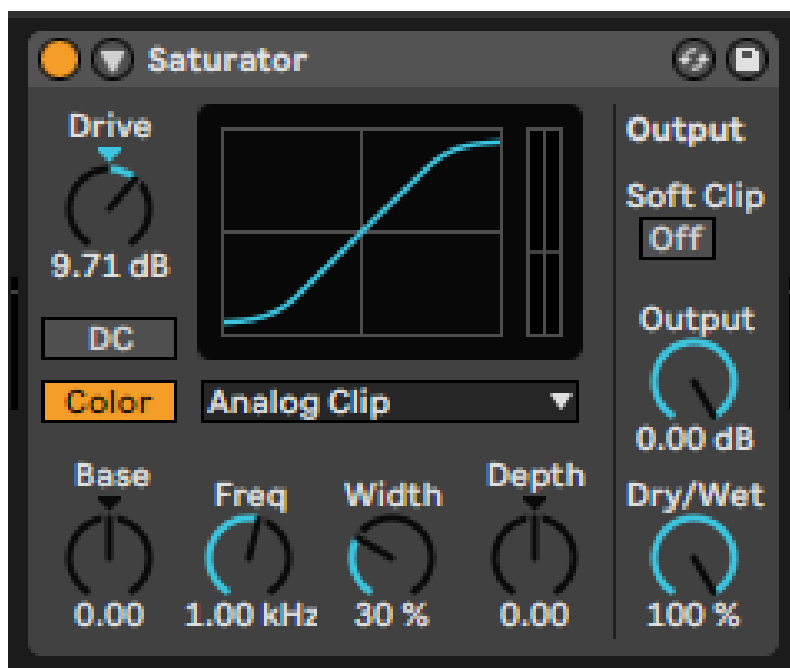 Saturator
Drive
9.71 dB
DC
Color
Analog Clip
Base
0.00
Freq
1.00 kHz
Width
30 %
Depth
0.00
Output
Soft Clip
Off
Output
0.00 dB
Dry/Wet
100 %